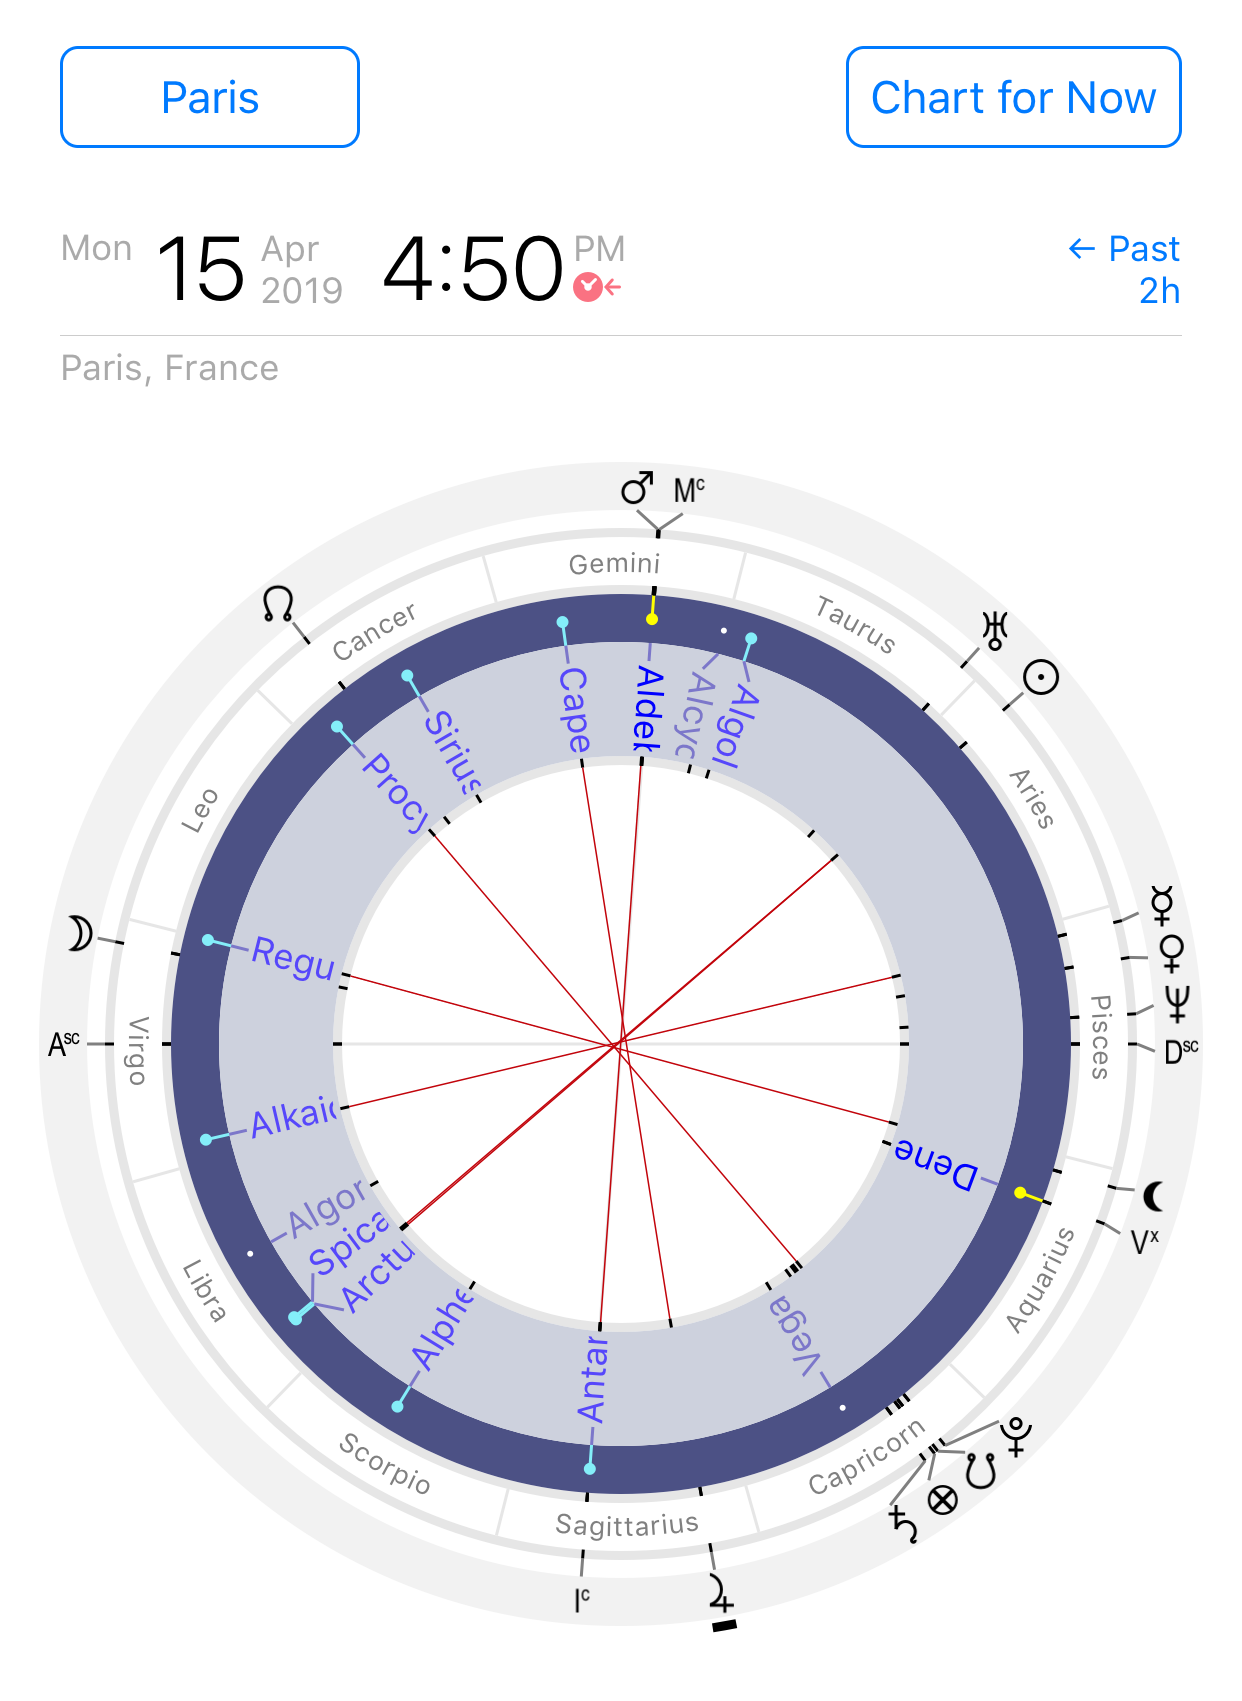 Paris
Chart for Now
Mon 15 Apr 2019 4:50 PM
← Past
2h
Paris, France
Mc
Gemini
Cancer
Taurus
Leo
Aries
Virgo
Pisces
Libra
Aquarius
Scorpio
Capricorn
Sagittarius
Asc
Dsc
Vx
Ic
Cape
Aldek
Alcyc
Algol
Sirius
Procy
Regu
Alkaid
Algor
Spica
Arctu
Alphe
Antar
Vega
Dene